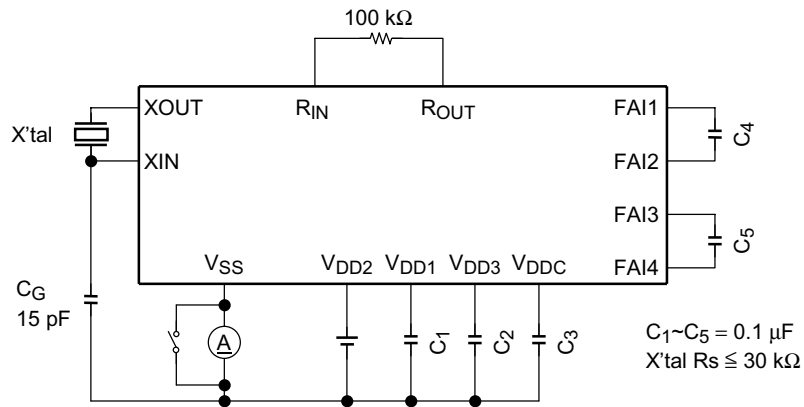 100 kΩ
XOUT
RIN
ROUT
FAI1
X'tal
C4
XIN
FAI2
FAI3
C5
VSS
VDD2
VDD1
VDD3
VDDC
FAI4
CG
15 pF
A
C1
C2
C3
C1~C5 = 0.1 μF
X'tal Rs ≦ 30 kΩ